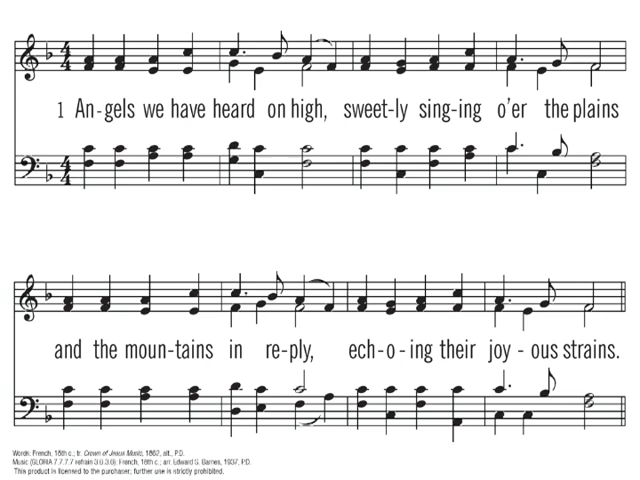 1 An-gels we have heard on high, sweet-ly sing-ing o'er the plains
and the moun-tains in re-ply, ech-o-ing their joy-ous strains.
Words: French, 18th c.; tr. Crown of Jesus Music, 1862, alt., P.D.
Music (GLORIA 7.7.7.7 refrain 3.6.3.6): French, 18th c.; arr. Edward S. Barnes, 1937, P.D.
This product is licensed to the purchaser; further use is strictly prohibited.